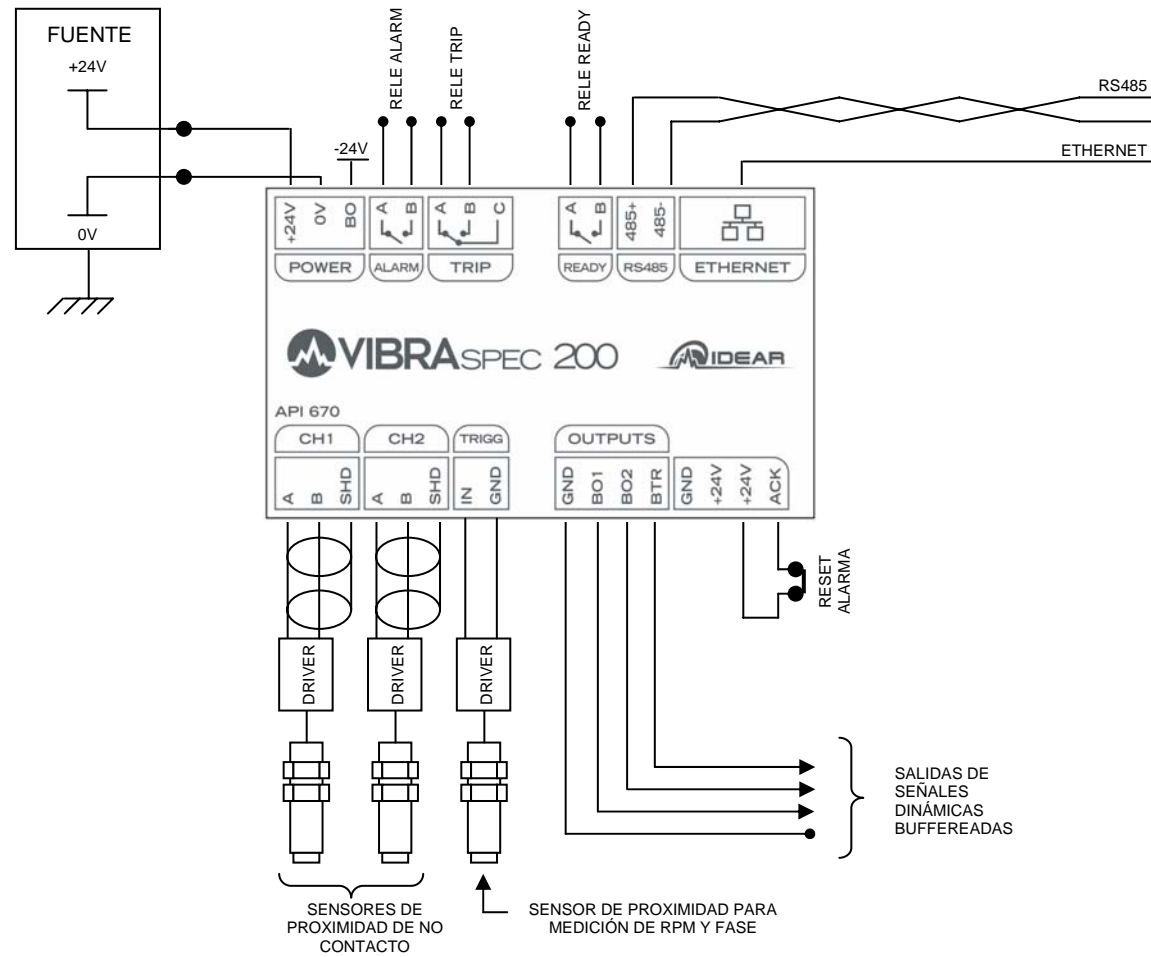 FUENTE
+24V
0V
-24V
RELE ALARM
RELE TRIP
RELE READY
RS485
ETHERNET
+24V
0V
BO
A
B
A
B
C
A
B
485+
485-
POWER
ALARM
TRIP
READY
RS485
ETHERNET
VIBRASPEC 200
IDEAR
API 670
CH1
CH2
TRIGG
OUTPUTS
A
B
SHD
A
B
SHD
IN
GND
GND
BO1
BO2
BTR
GND
+24V
+24V
ACK
RESET
ALARMA
DRIVER
DRIVER
DRIVER
SALIDAS DE
SEÑALES
DINÁMICAS
BUFFEREADAS
SENSORES DE
PROXIMIDAD DE NO
CONTACTO
SENSOR DE PROXIMIDAD PARA
MEDICIÓN DE RPM Y FASE